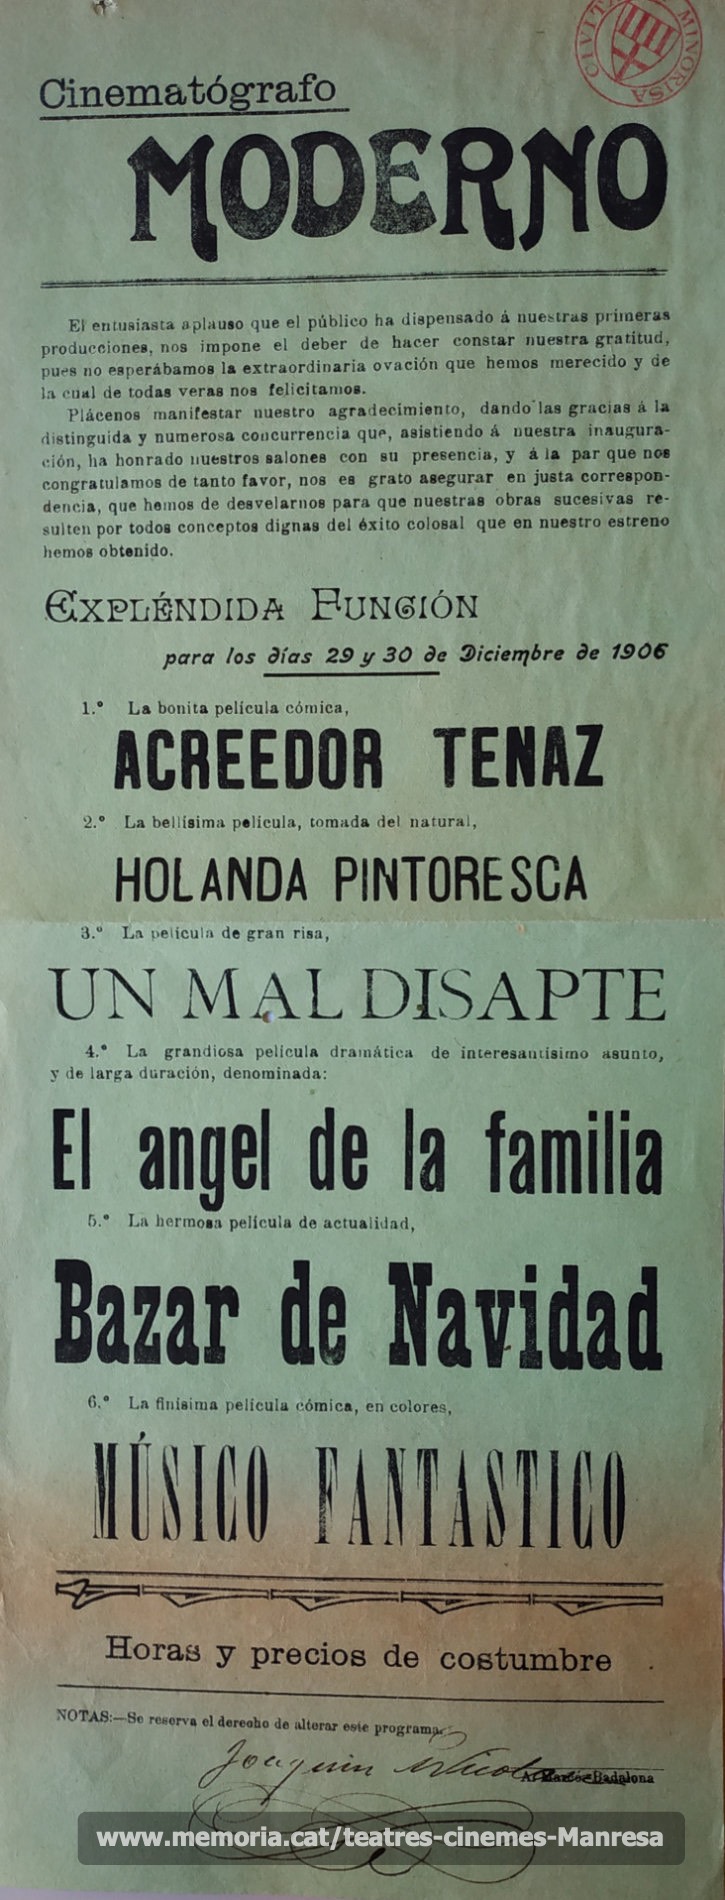 CIVITAS MINORISA
Cinematógrafo
MODERNO
El entusiasta aplauso que el público ha dispensado á nuestras primeras
producciones, nos impone el deber de hacer constar nuestra gratitud,
pues no esperábamos la extraordinaria ovación que hemos merecido y de
la cual de todas veras nos felicitamos.
Plácenos manifestar nuestro agradecimiento, dando las gracias á la
distinguida y numerosa concurrencia que, asistiendo á nuestra inaugura-
ción, ha honrado nuestros salones con su presencia, y á la par que nos
congratulamos de tanto favor, nos es grato asegurar en justa correspon-
dencia, que hemos de desvelarnos para que nuestras obras sucesivas re-
sulten por todos conceptos dignas del éxito colosal que en nuestro estreno
hemos obtenido.
EXPLÉNDIDA FUNCIÓN
para los días 29 y 30 de Diciembre de 1906
1.º La bonita película cómica,
ACREEDOR TENAZ
2.º La bellísima película, tomada del natural,
HOLANDA PINTORESCA
3.º La película de gran risa,
UN MAL DISAPTE
4.º La grandiosa película dramática de interesantísimo asunto,
y de larga duración, denominada:
El angel de la familia
5.º La hermosa película de actualidad,
Bazar de Navidad
6.º La finísima película cómica, en colores,
MÚSICO FANTASTICO
Horas y precios de costumbre
NOTAS:—Se reserva el derecho de alterar este programa.
Joaquin
Badalona
www.memoria.cat/teatres-cinemes-Manresa